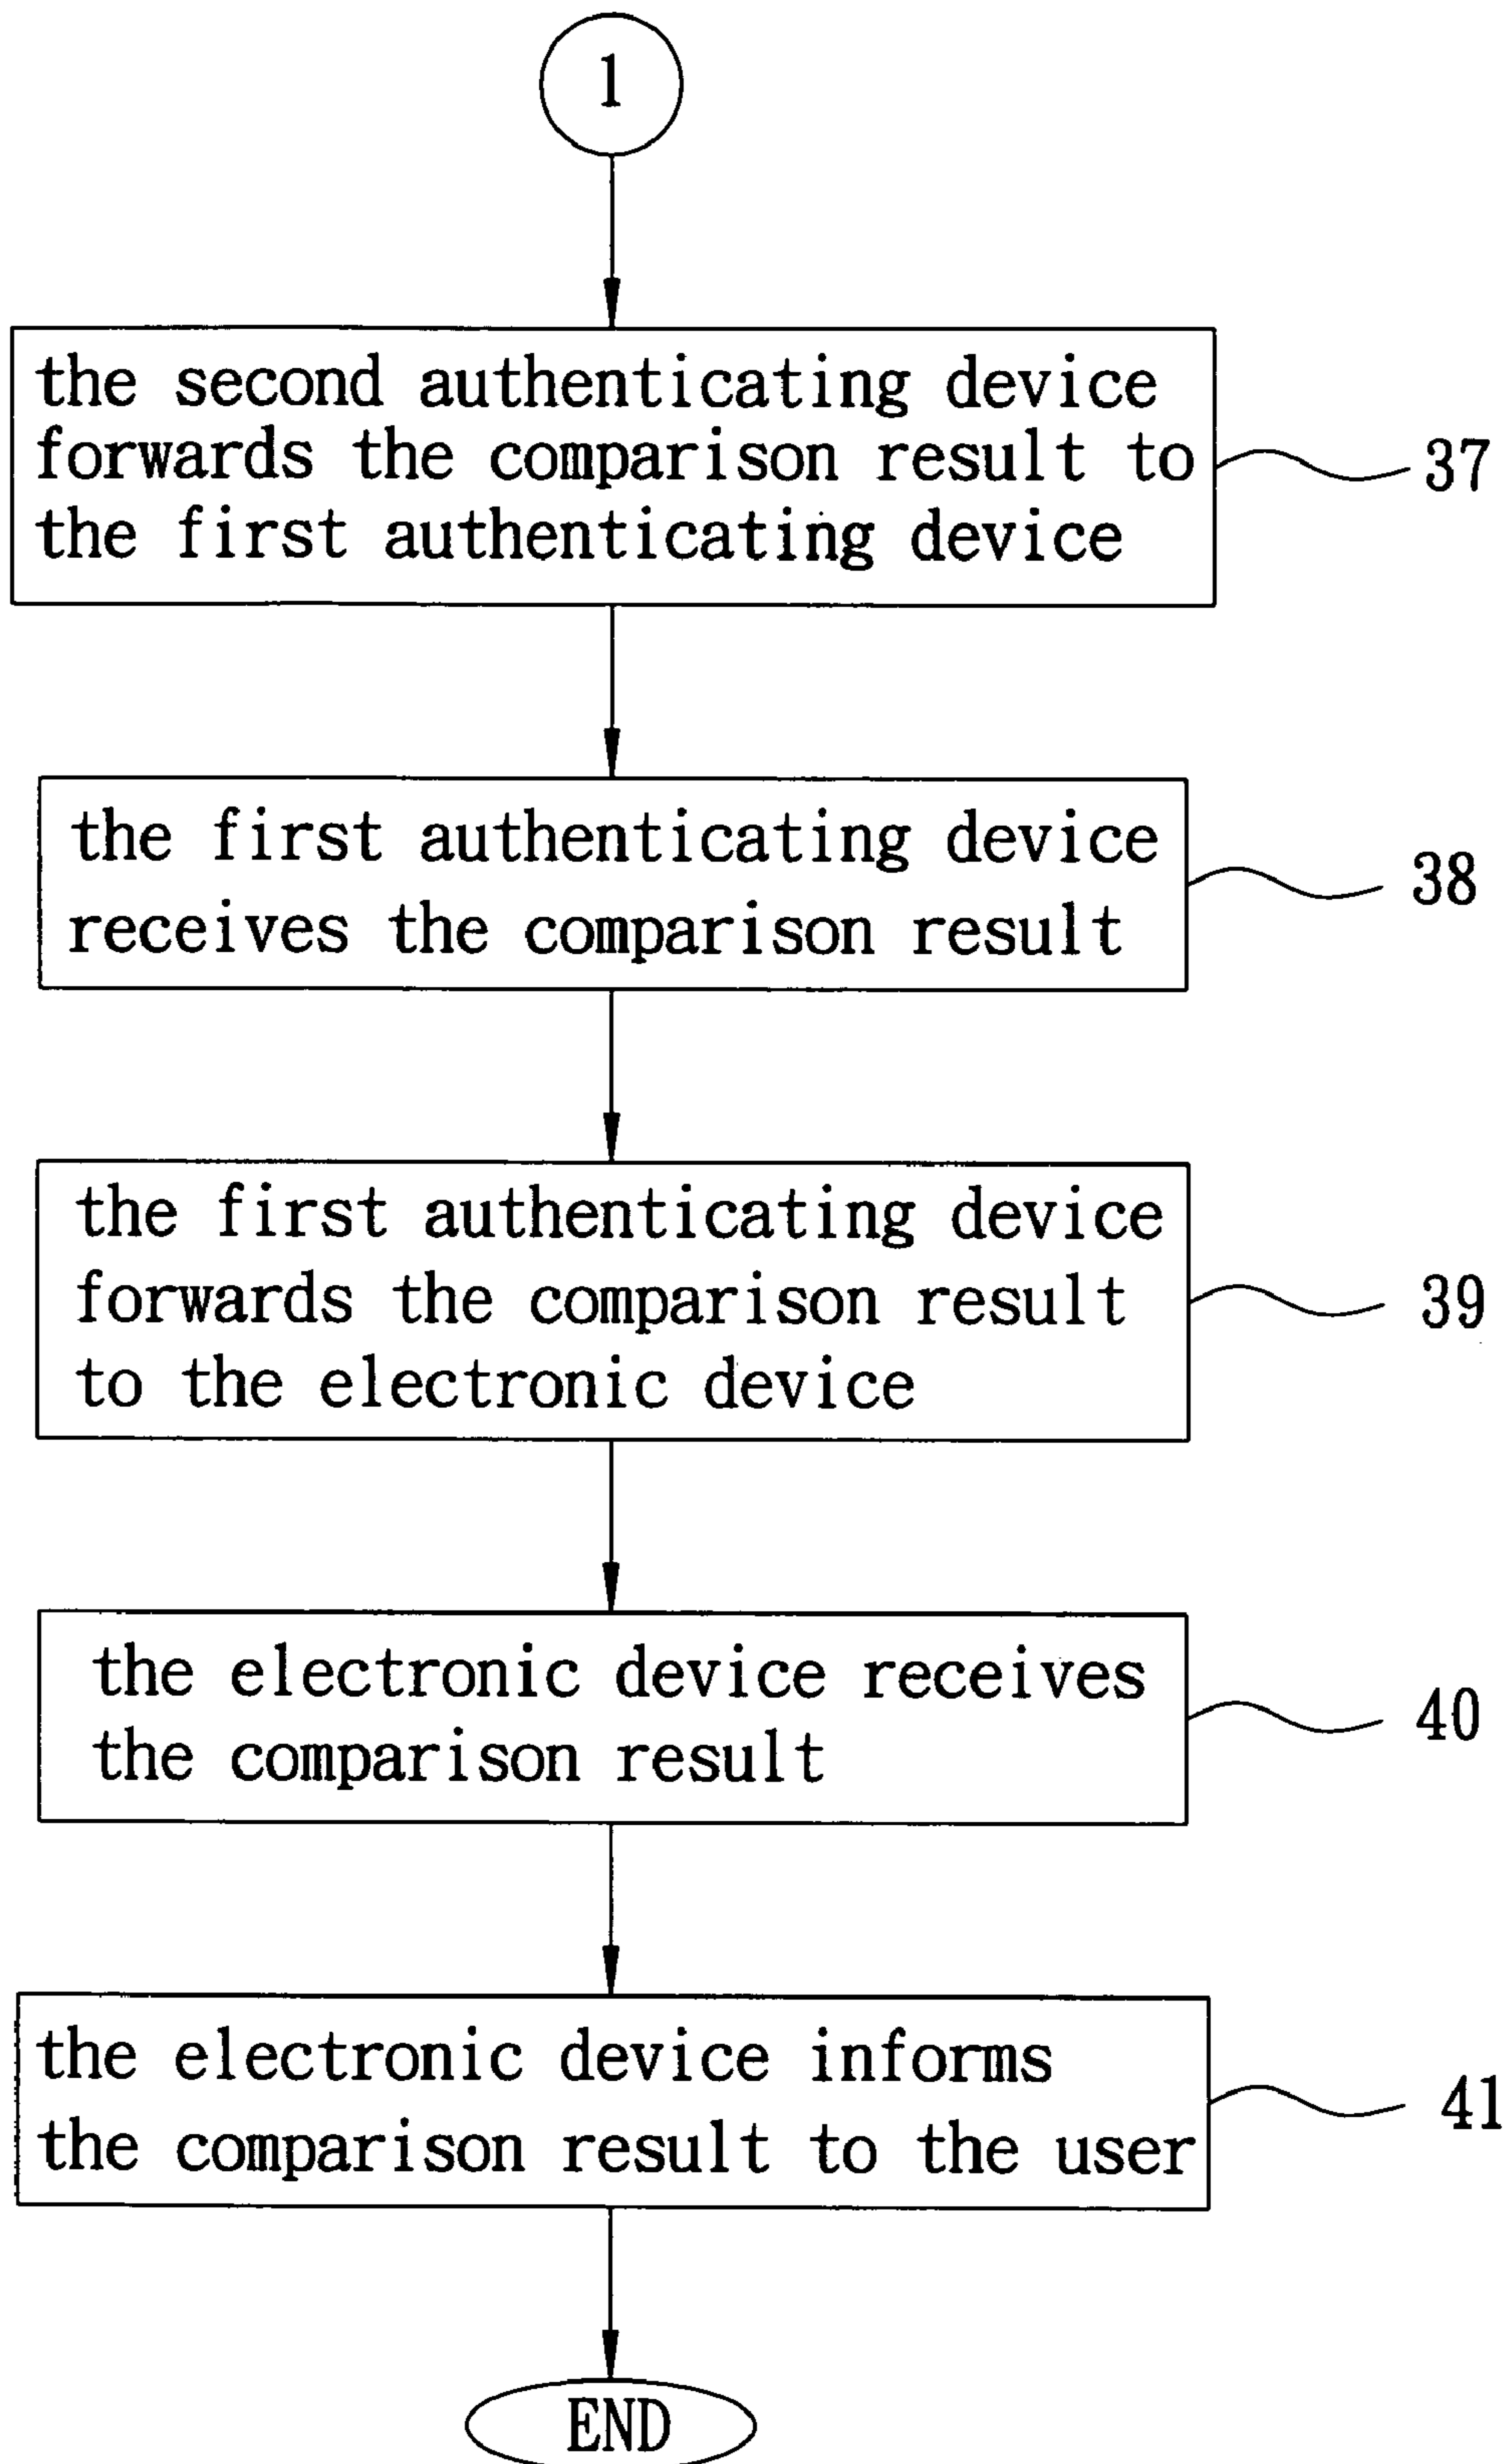 1
the second authenticating device
forwards the comparison result to
the first authenticating device
37
the first authenticating device
receives the comparison result
38
the first authenticating device
forwards the comparison result
to the electronic device
39
the electronic device receives
the comparison result
40
the electronic device informs
the comparison result to the user
41
END